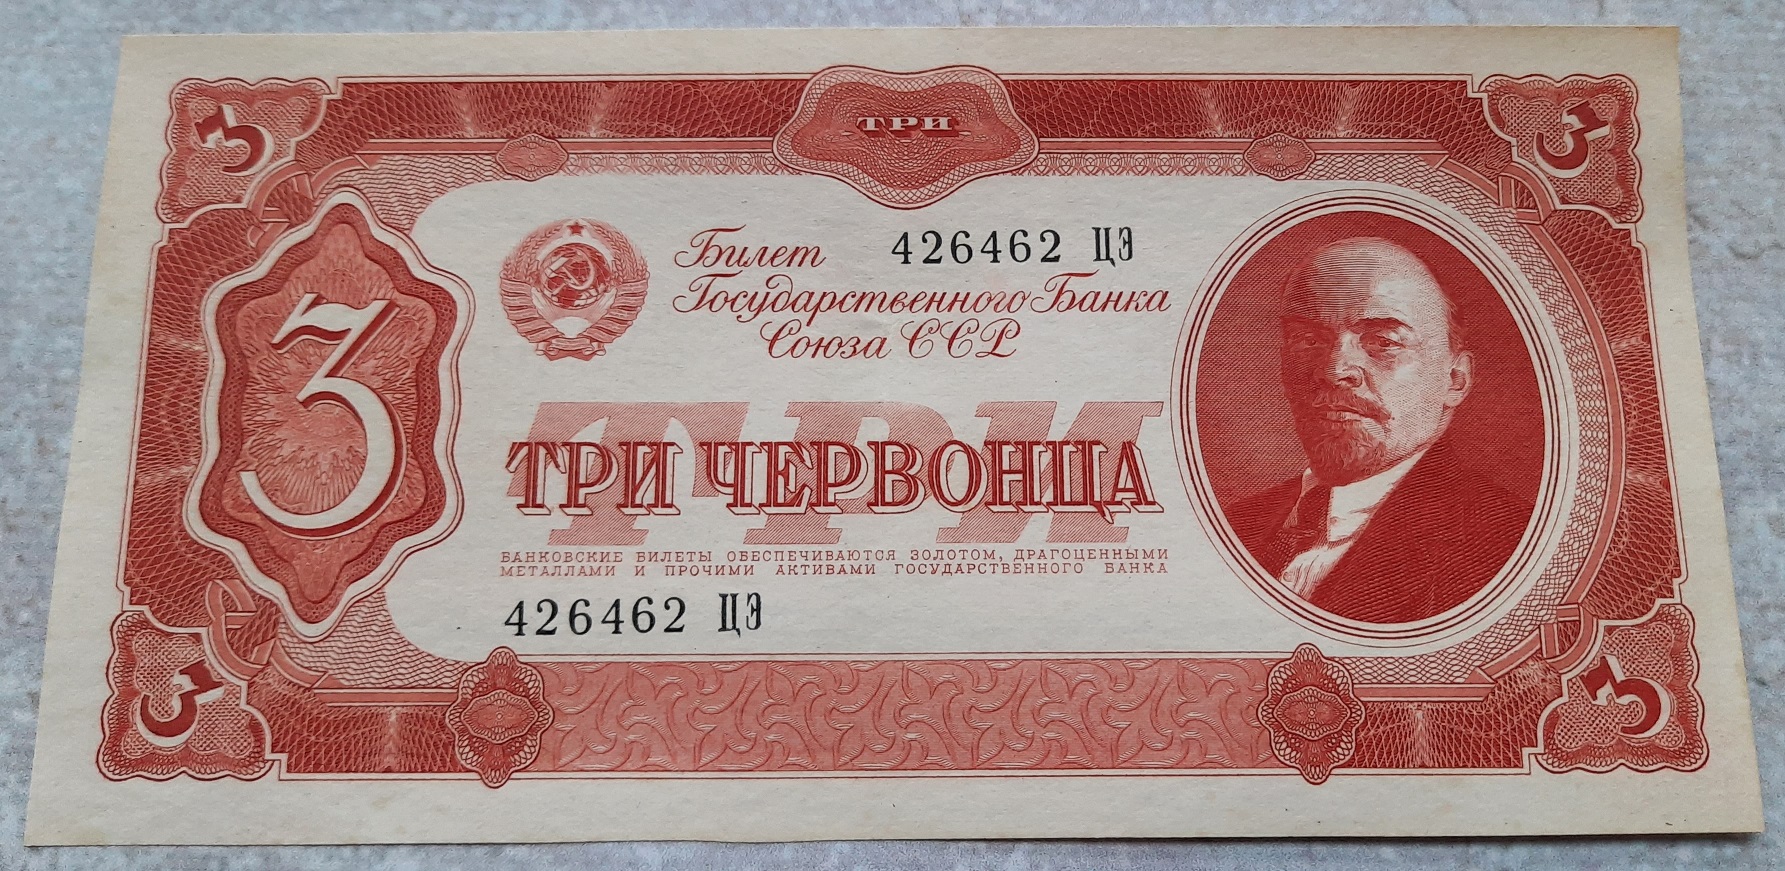 3 ТРИ 3
Билет 426462 ЦЭ
Государственного Банка
Союза ССР
3
ТРИ
ТРИ ЧЕРВОНЦА
БАНКОВСКИЕ БИЛЕТЫ ОБЕСПЕЧИВАЮТСЯ ЗОЛОТОМ, ДРАГОЦЕННЫМИ
МЕТАЛЛАМИ И ПРОЧИМИ АКТИВАМИ ГОСУДАРСТВЕННОГО БАНКА
426462 ЦЭ
3 3